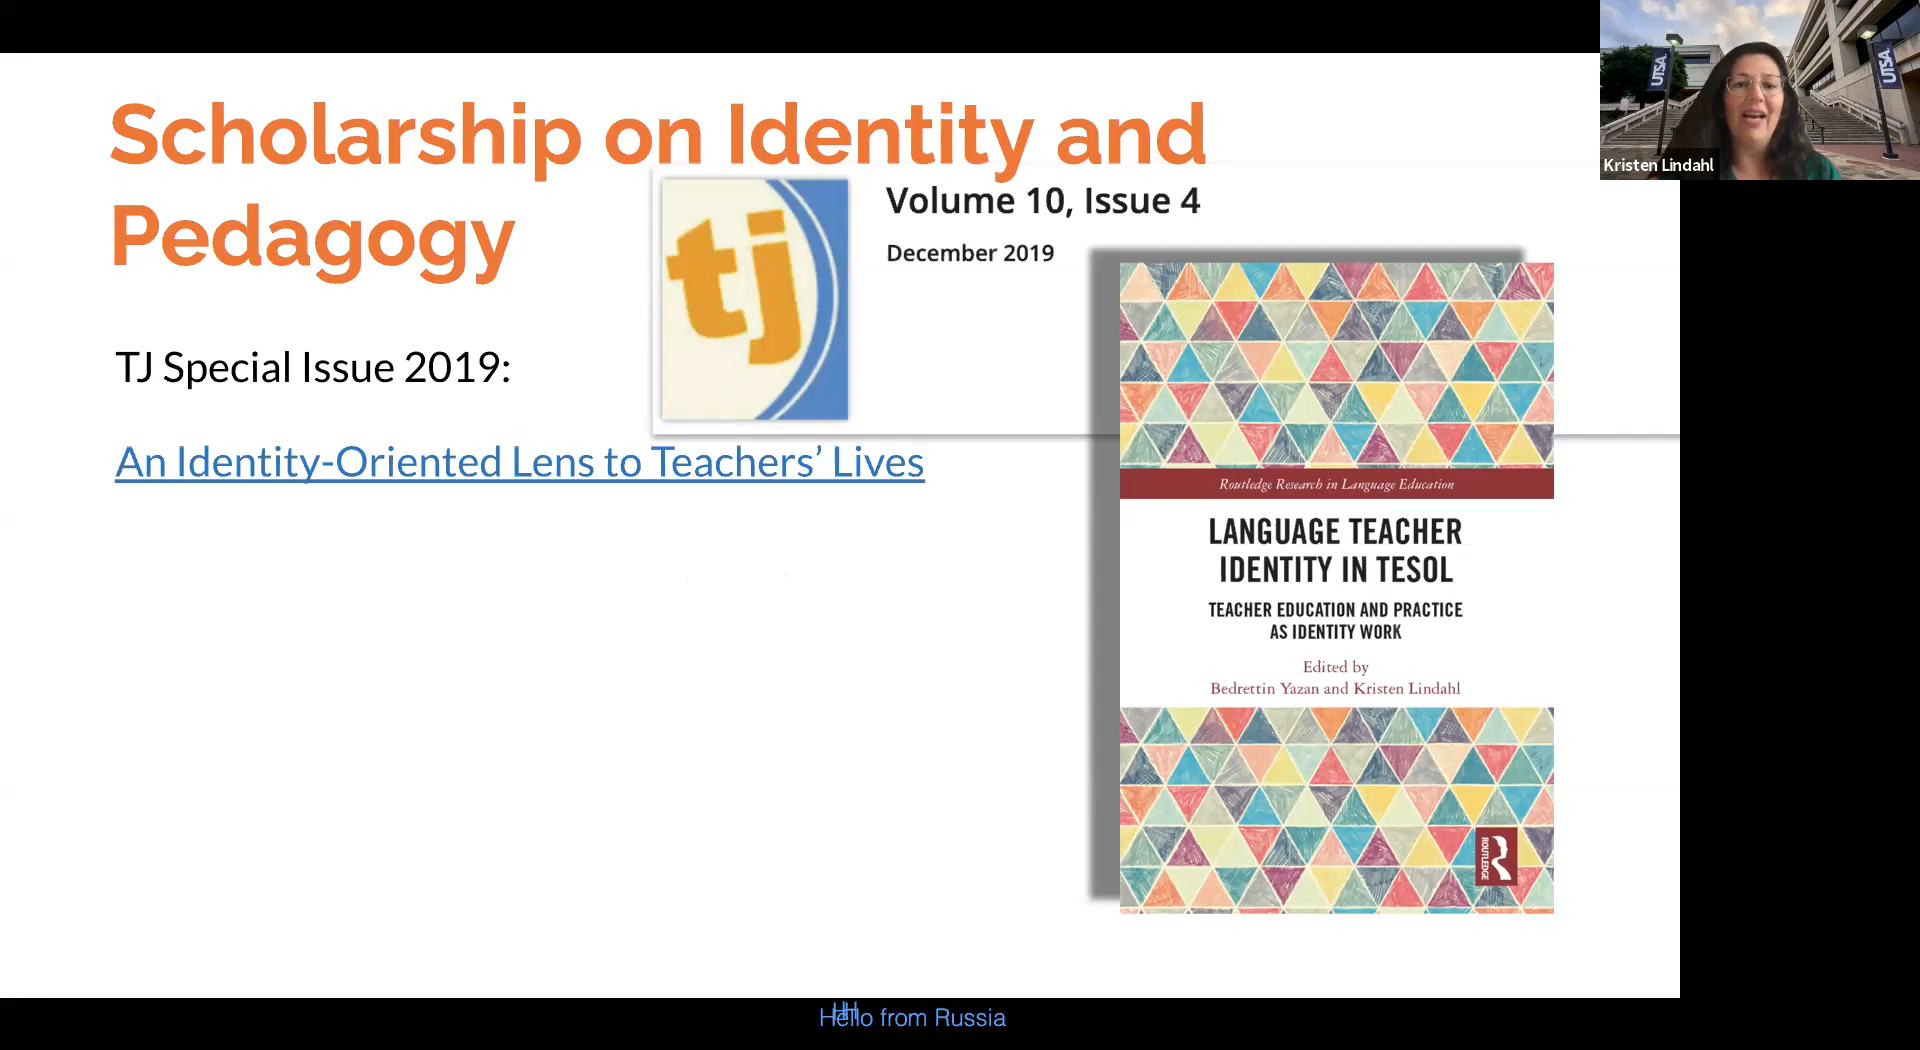 Scholarship on Identity and
Pedagogy
tj
Volume 10, Issue 4
December 2019
TJ Special Issue 2019:
An Identity-Oriented Lens to Teachers’ Lives
Routledge Research in Language Education
LANGUAGE TEACHER
IDENTITY IN TESOL
TEACHER EDUCATION AND PRACTICE
AS IDENTITY WORK
Edited by
Bedrettin Yazan and Kristen Lindahl
ROUTLEDGE
UTSA
UTSA
Kristen Lindahl
Hello from Russia